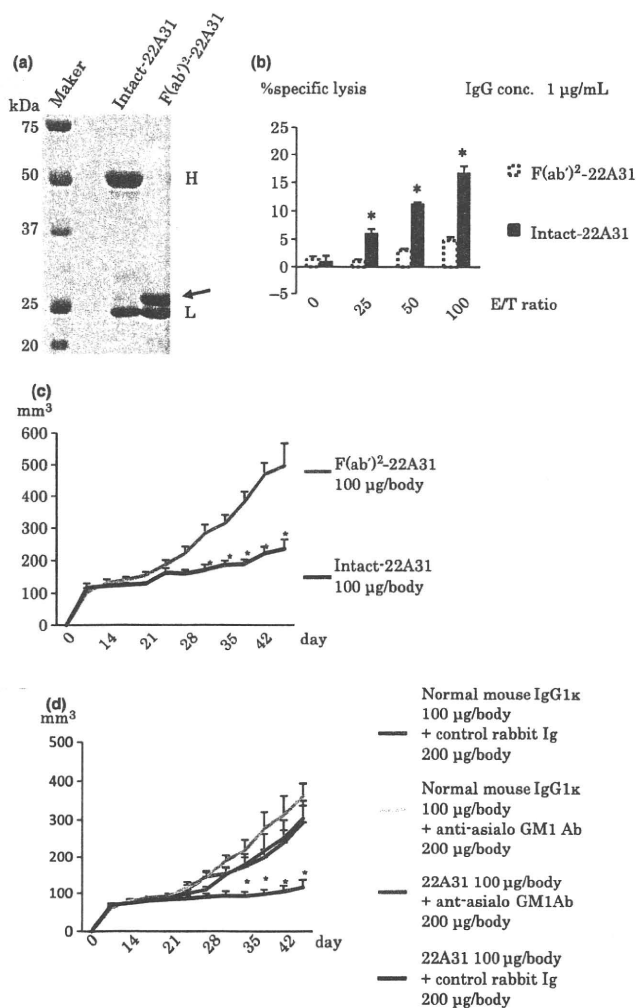 (a)
kDa
Maker
Intact-22A31
F(ab′)²-22A31
75
50
37
25
20
H
L
(b)
%specific lysis
IgG conc. 1 µg/mL
25
20
15
10
5
0
−5
*
*
*
0
25
50
100
E/T ratio
F(ab′)²-22A31
Intact-22A31
(c)
mm³
600
500
400
300
200
100
0
0
14
21
28
35
42
day
* * * * *
F(ab′)²-22A31
100 µg/body
Intact-22A31
100 µg/body
(d)
mm³
500
400
300
200
100
0
0
14
21
28
35
42
day
* * * *
Normal mouse IgG1κ
100 µg/body
+ control rabbit Ig
200 µg/body
Normal mouse IgG1κ
100 µg/body
+ anti-asialo GM1 Ab
200 µg/body
22A31 100 µg/body
+ ant-asialo GM1Ab
200 µg/body
22A31 100 µg/body
+ control rabbit Ig
200 µg/body